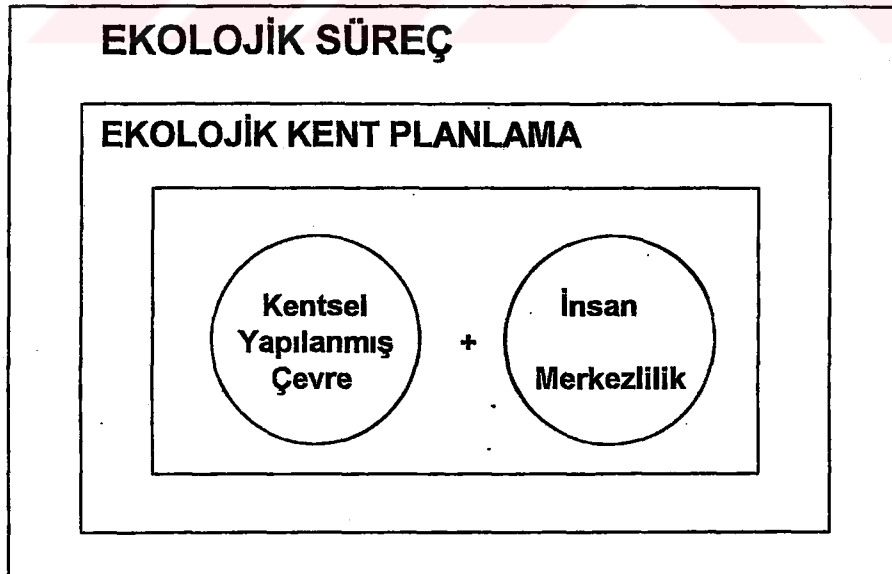 EKOLOJİK SÜREÇ
EKOLOJİK KENT PLANLAMA
Kentsel
Yapılanmış
Çevre
+
İnsan
Merkezlilik